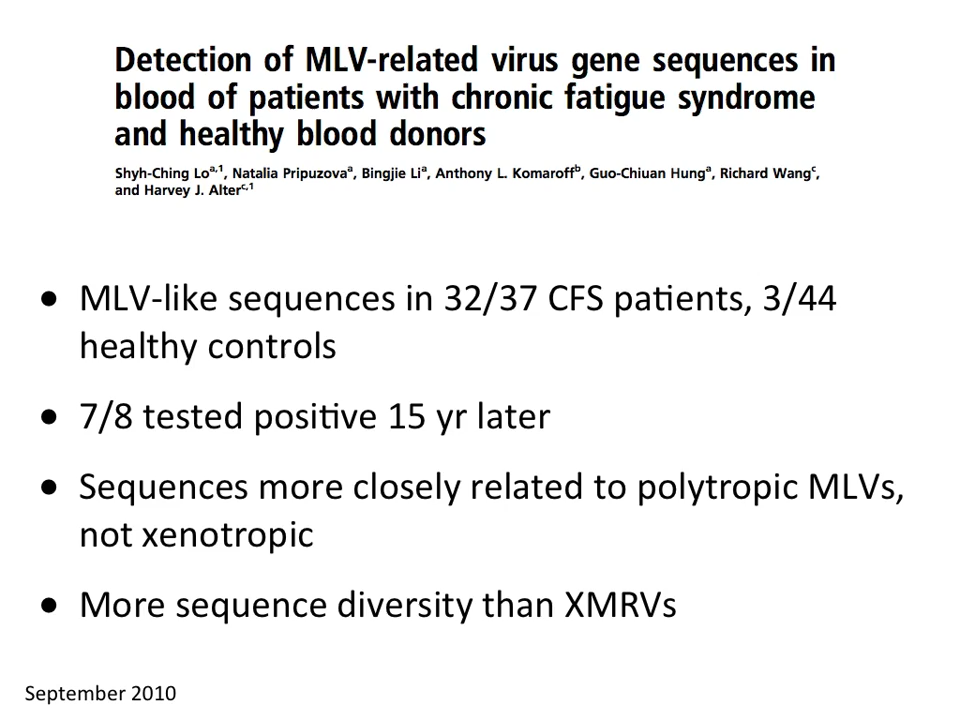 Detection of MLV-related virus gene sequences in
blood of patients with chronic fatigue syndrome
and healthy blood donors
Shyh-Ching Loa,1, Natalia Pripuzovaa, Bingjie Lia, Anthony L. Komaroffb, Guo-Chiuan Hunga, Richard Wangc,
and Harvey J. Alterc,1
• MLV-like sequences in 32/37 CFS patients, 3/44
healthy controls
• 7/8 tested positive 15 yr later
• Sequences more closely related to polytropic MLVs,
not xenotropic
• More sequence diversity than XMRVs
September 2010